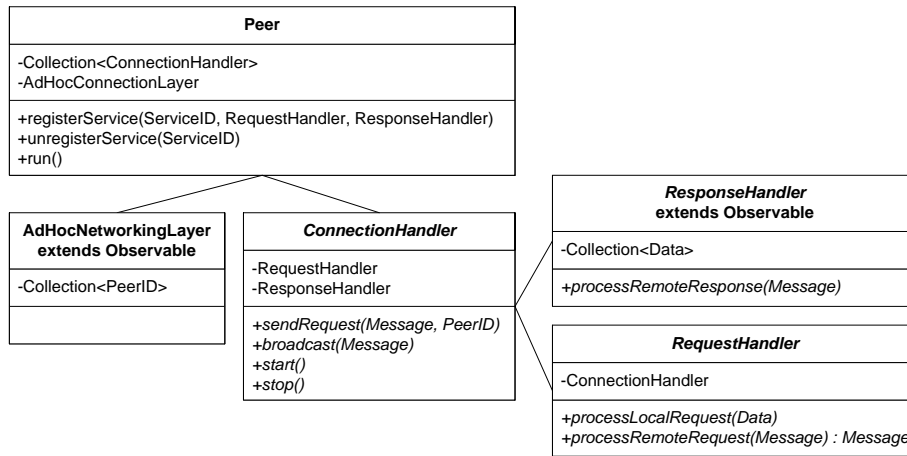 Peer
-Collection<ConnectionHandler>
-AdHocConnectionLayer
+registerService(ServiceID, RequestHandler, ResponseHandler)
+unregisterService(ServiceID)
+run()
AdHocNetworkingLayer
extends Observable
-Collection<PeerID>
ConnectionHandler
-RequestHandler
-ResponseHandler
+sendRequest(Message, PeerID)
+broadcast(Message)
+start()
+stop()
ResponseHandler
extends Observable
-Collection<Data>
+processRemoteResponse(Message)
RequestHandler
-ConnectionHandler
+processLocalRequest(Data)
+processRemoteRequest(Message) : Message